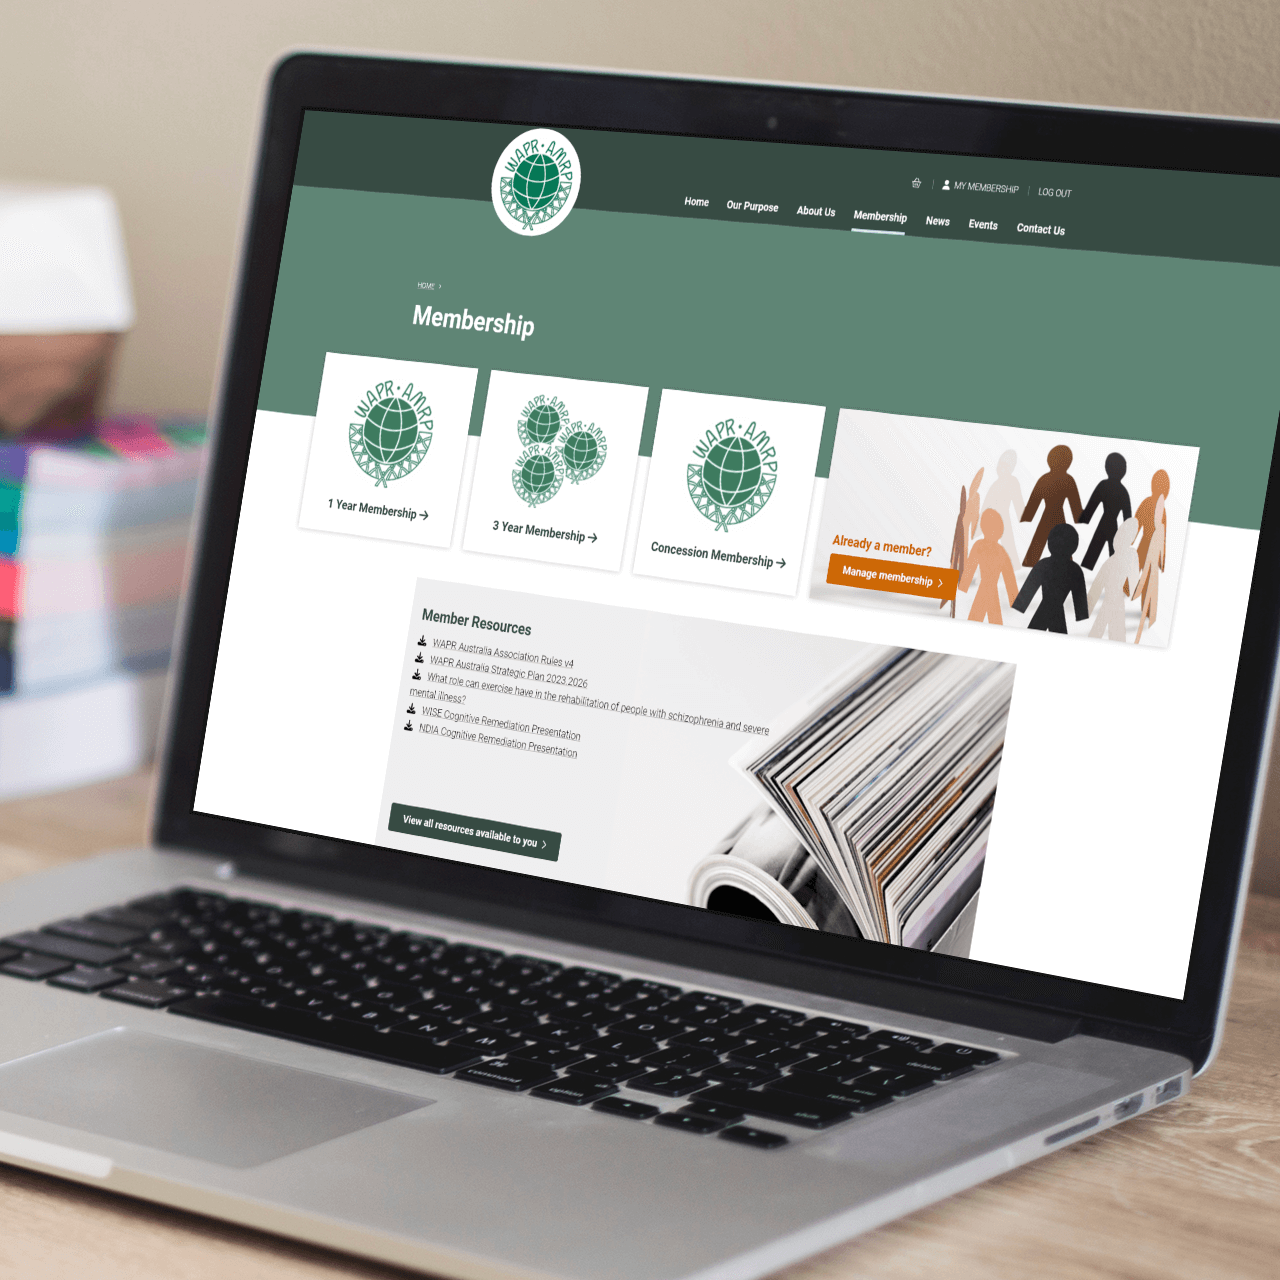 WAPR · AMRP
MY MEMBERSHIP
LOG OUT
Home
Our Purpose
About Us
Membership
News
Events
Contact Us
HOME >
Membership
WAPR · AMRP
1 Year Membership →
WAPR · AMRP
WAPR · AMRP
WAPR · AMRP
3 Year Membership →
WAPR · AMRP
Concession Membership →
Already a member?
Manage membership >
Member Resources
WAPR Australia Association Rules v4
WAPR Australia Strategic Plan 2023.2026
What role can exercise have in the rehabilitation of people with schizophrenia and severe
mental illness?
WISE Cognitive Remediation Presentation
NDIA Cognitive Remediation Presentation
View all resources available to you >
command
option